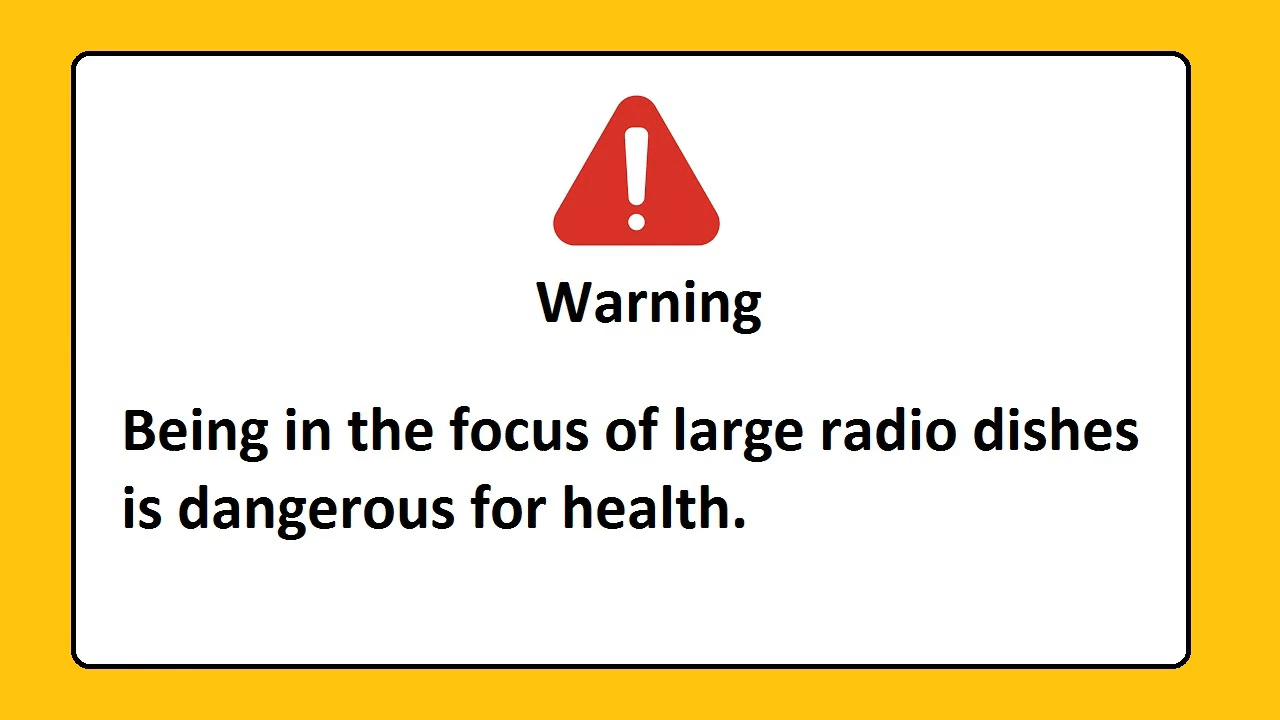 Warning
Being in the focus of large radio dishes
is dangerous for health.